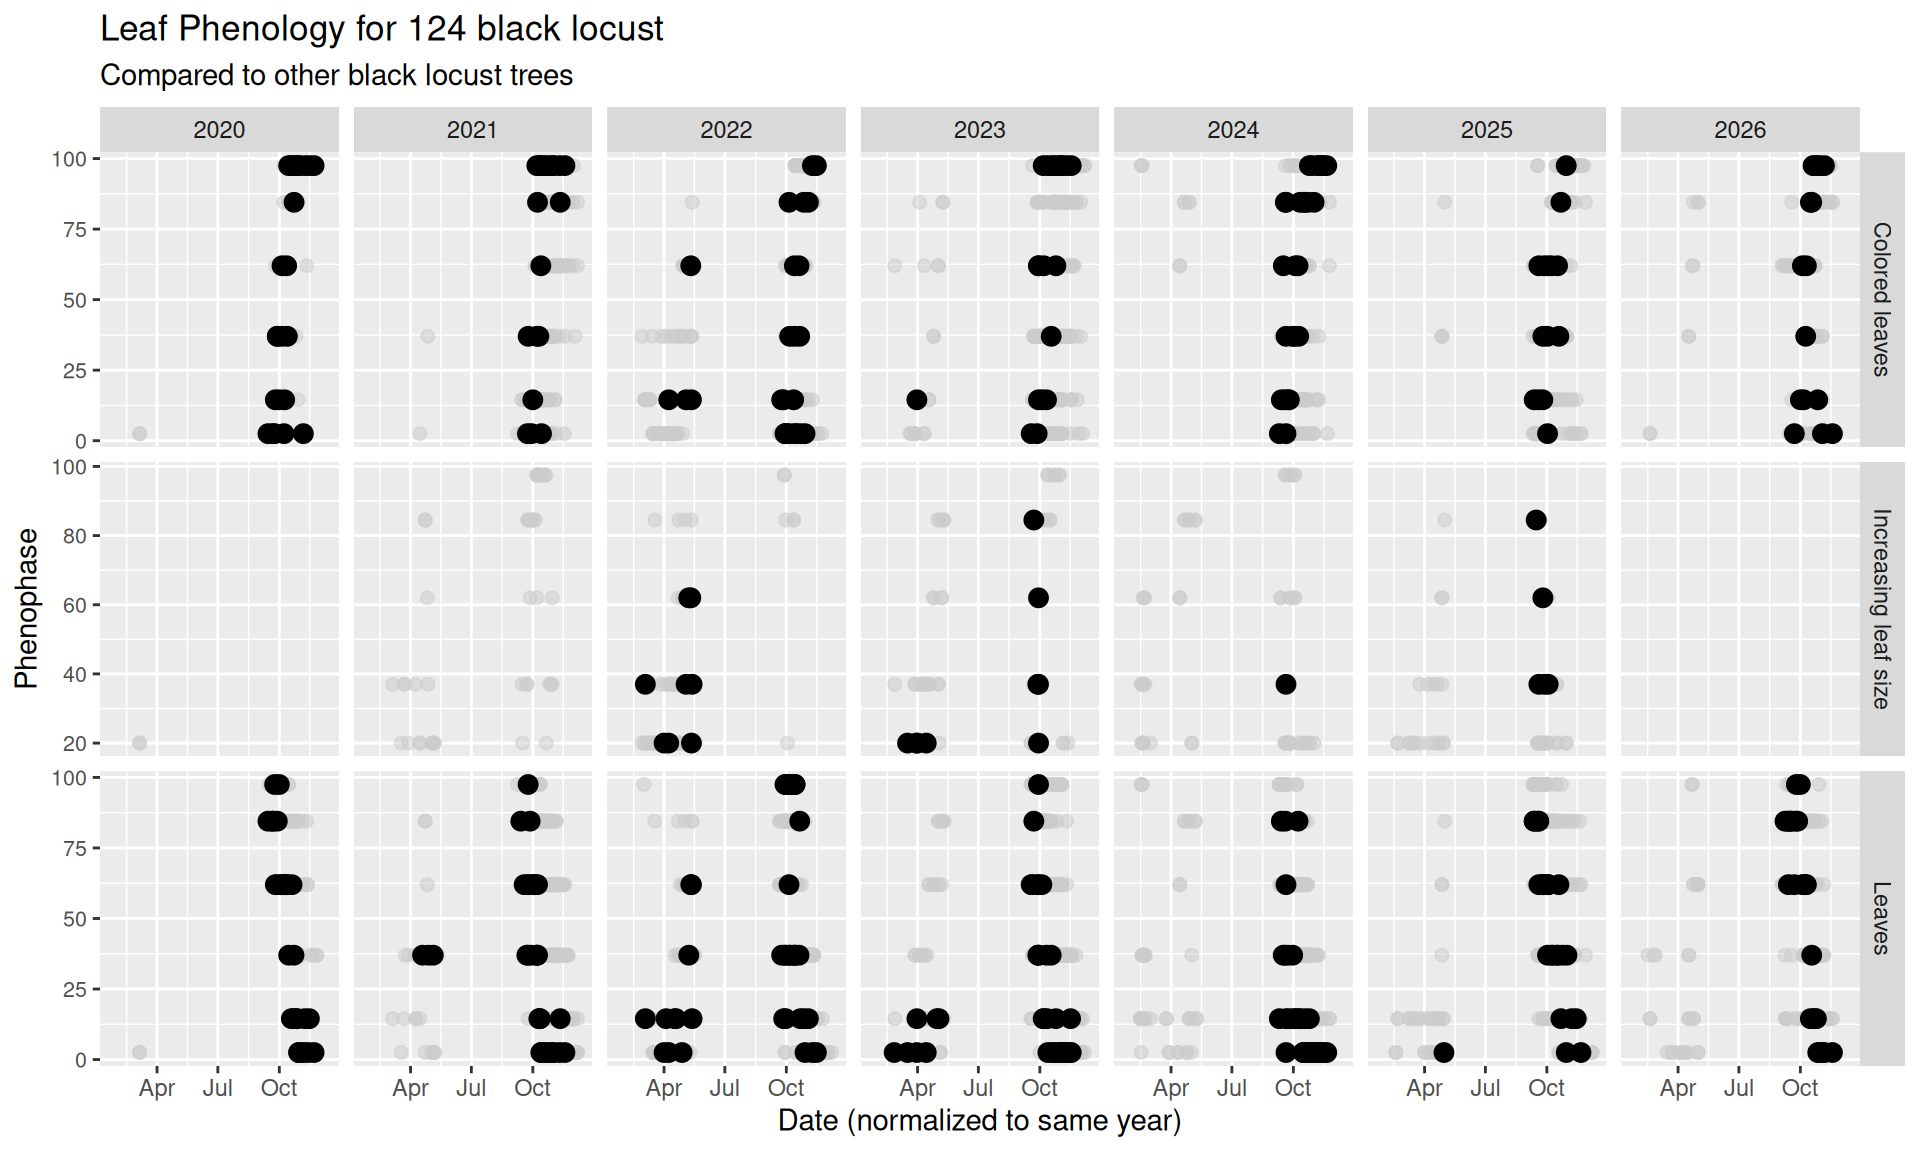 Leaf Phenology for 124 black locust
Compared to other black locust trees
2020 2021 2022 2023 2024 2025 2026
100
75
50
25
0
Colored leaves
100
80
60
40
20
Increasing leaf size
100
75
50
25
0
Leaves
Phenophase
Apr Jul Oct Apr Jul Oct Apr Jul Oct Apr Jul Oct Apr Jul Oct Apr Jul Oct Apr Jul Oct
Date (normalized to same year)